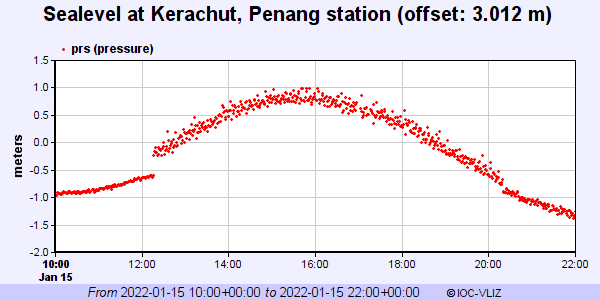 Sealevel at Kerachut, Penang station (offset: 3.012 m)
prs (pressure)
1.5
1.0
0.5
0.0
-0.5
-1.0
-1.5
-2.0
meters
10:00 12:00 14:00 16:00 18:00 20:00 22:00
Jan 15
From 2022-01-15 10:00+00:00 to 2022-01-15 22:00+00:00 © IOC-VLIZ